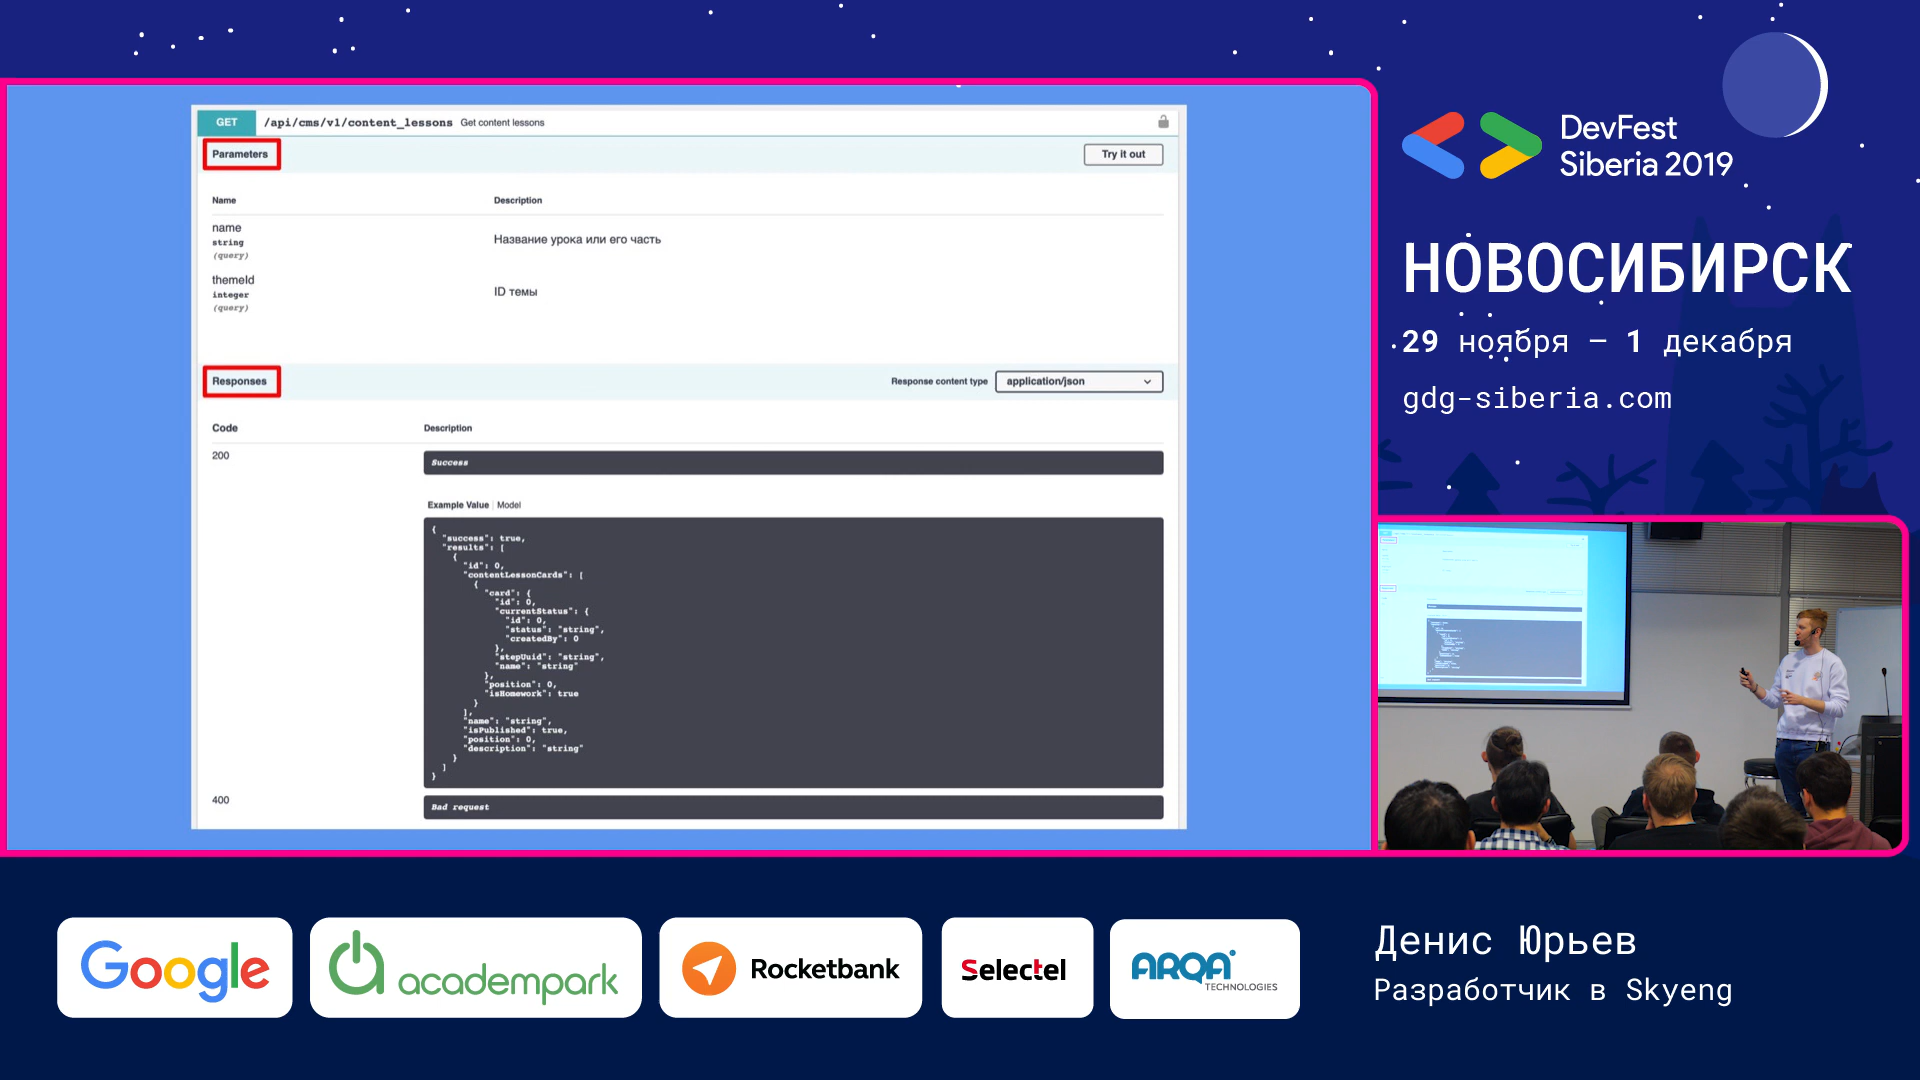 GET /api/cms/v1/content_lessons Get content lessons
Parameters
Try it out
Name Description
name
string
(query)
Название урока или его часть
themeId
integer
(query)
ID темы
Responses
Response content type application/json
Code Description
200
Success
Example Value Model
{
"success": true,
"results": [
{
"id": 0,
"contentLessonCards": [
{
"card": {
"id": 0,
"currentStatus": {
"id": 0,
"status": "string",
"createdBy": 0
},
"stepUuid": "string",
"name": "string"
},
"position": 0,
"isHomework": true
}
],
"name": "string",
"isPublished": true,
"position": 0,
"description": "string"
}
]
}
400
Bad request
DevFest
Siberia 2019
НОВОСИБИРСК
29 ноября – 1 декабря
gdg-siberia.com
Google
academpark
Rocketbank
Selectel
ARQA
TECHNOLOGIES
Денис Юрьев
Разработчик в Skyeng